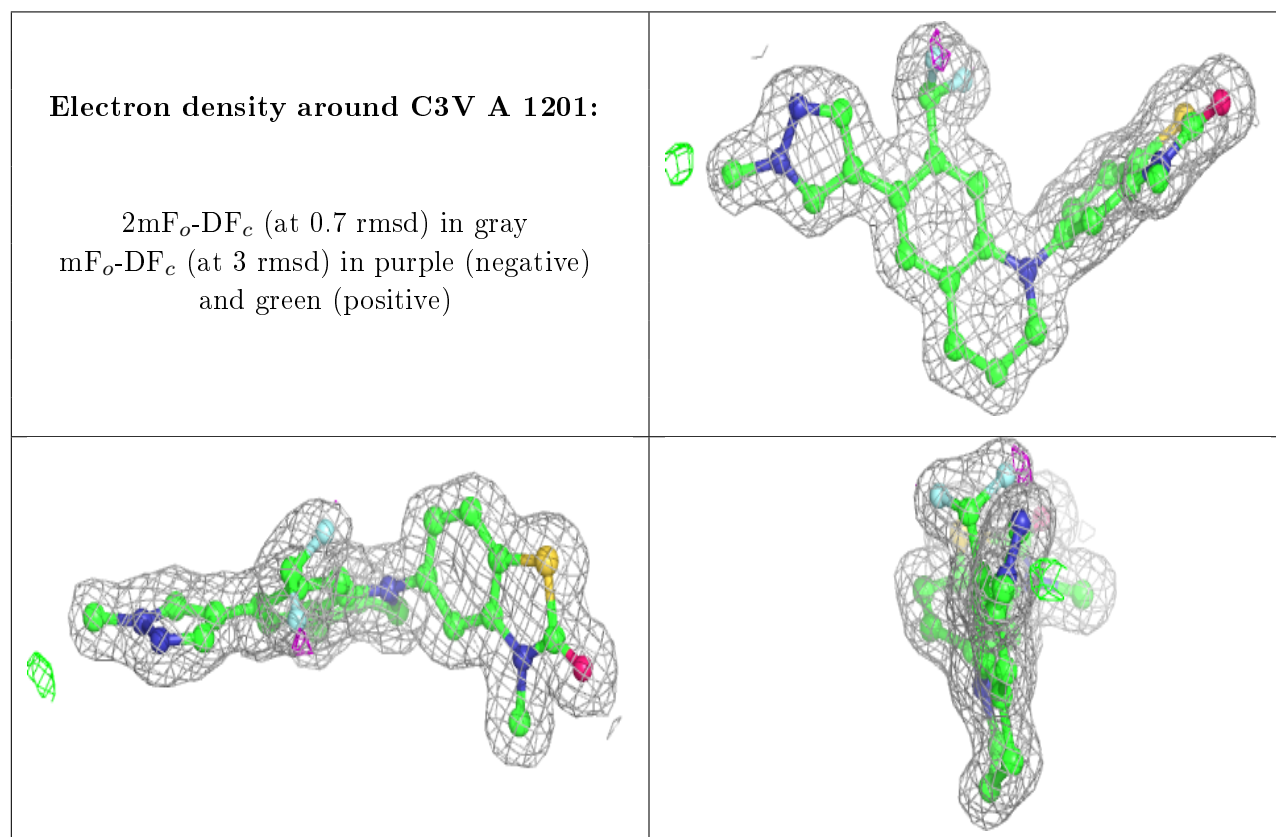 Electron density around C3V A 1201:
2mFₒ-DF𝒸 (at 0.7 rmsd) in gray
mFₒ-DF𝒸 (at 3 rmsd) in purple (negative)
and green (positive)